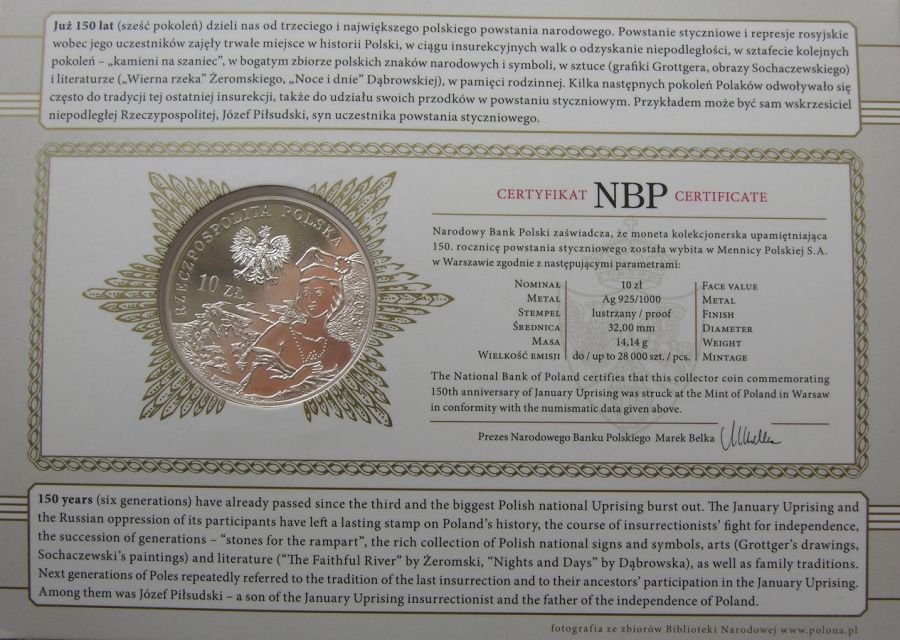 Już 150 lat (sześć pokoleń) dzieli nas od trzeciego i największego polskiego powstania narodowego. Powstanie styczniowe i represje rosyjskie
wobec jego uczestników zajęły trwałe miejsce w historii Polski, w ciągu insurekcyjnych walk o odzyskanie niepodległości, w sztafecie kolejnych
pokoleń – „kamieni na szaniec”, w bogatym zbiorze polskich znaków narodowych i symboli, w sztuce (grafiki Grottgera, obrazy Sochaczewskiego)
i literaturze („Wierna rzeka” Żeromskiego, „Noce i dnie” Dąbrowskiej), w pamięci rodzinnej. Kilka następnych pokoleń Polaków odwoływało się
często do tradycji tej ostatniej insurekcji, także do udziału swoich przodków w powstaniu styczniowym. Przykładem może być sam wskrzesiciel
niepodległej Rzeczypospolitej, Józef Piłsudski, syn uczestnika powstania styczniowego.
RZECZPOSPOLITA POLSKA
10 ZŁ
2013
CERTYFIKAT NBP CERTIFICATE
Narodowy Bank Polski zaświadcza, że moneta kolekcjonerska upamiętniająca
150. rocznicę powstania styczniowego została wybita w Mennicy Polskiej S.A.
w Warszawie zgodnie z następującymi parametrami:
Nominał 10 zł Face value
Metal Ag 925/1000 Metal
Stempel lustrzany / proof Finish
Średnica 32,00 mm Diameter
Masa 14,14 g Weight
Wielkość emisji do / up to 28 000 szt. / pcs. Mintage
The National Bank of Poland certifies that this collector coin commemorating
150th anniversary of January Uprising was struck at the Mint of Poland in Warsaw
in conformity with the numismatic data given above.
Prezes Narodowego Banku Polskiego Marek Belka
150 years (six generations) have already passed since the third and the biggest Polish national Uprising burst out. The January Uprising and
the Russian oppression of its participants have left a lasting stamp on Poland’s history, the course of insurrectionists’ fight for independence,
the succession of generations – “stones for the rampart”, the rich collection of Polish national signs and symbols, arts (Grottger’s drawings,
Sochaczewski’s paintings) and literature (“The Faithful River” by Żeromski, “Nights and Days” by Dąbrowska), as well as family traditions.
Next generations of Poles repeatedly referred to the tradition of the last insurrection and to their ancestors’ participation in the January Uprising.
Among them was Józef Piłsudski – a son of the January Uprising insurrectionist and the father of the independence of Poland.
fotografia ze zbiorów Biblioteki Narodowej www.polona.pl